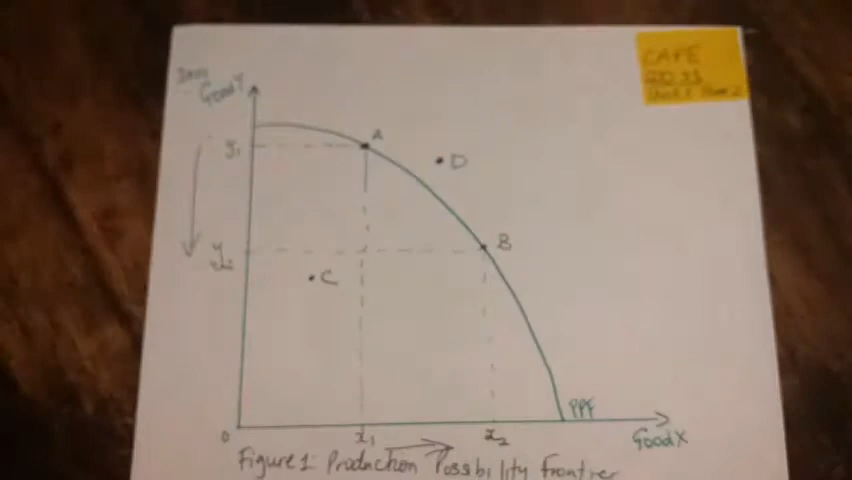 CAPE
Good Y
A
y₁
D
B
y₂
C
PPF
0
x₁
x₂
Good X
Figure 1: Production Possibility Frontier